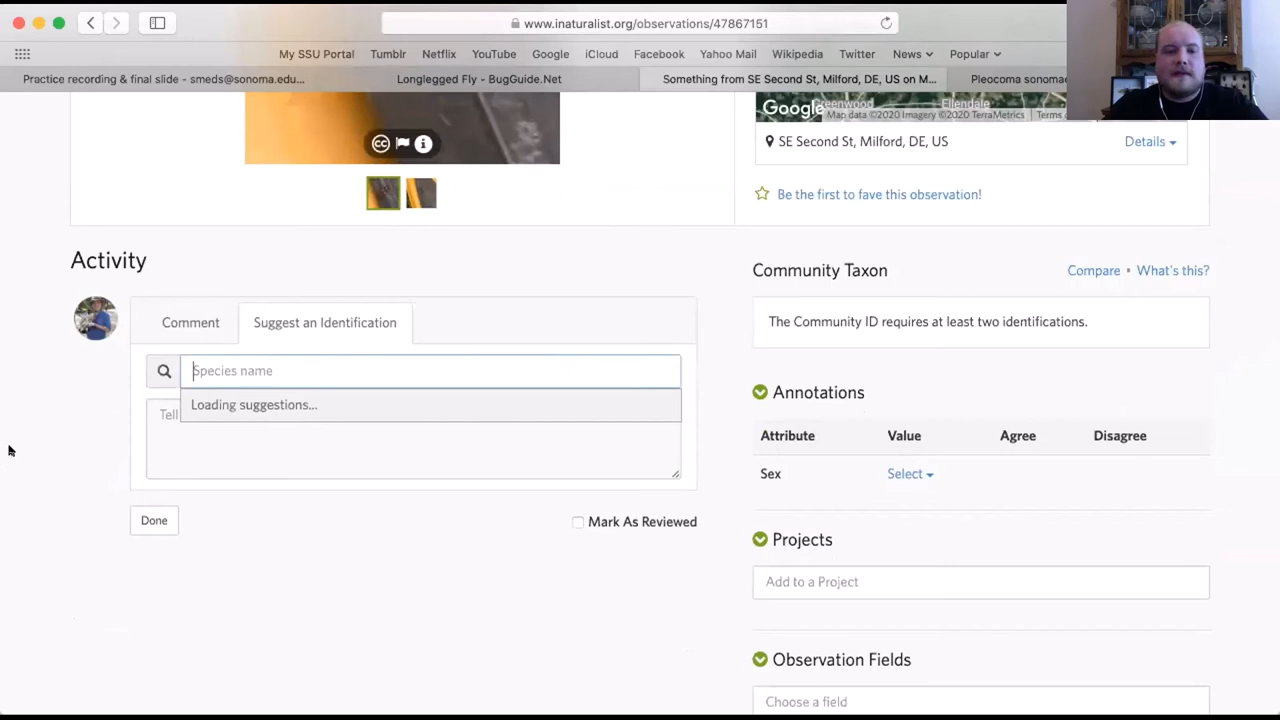 www.inaturalist.org/observations/47867151
My SSU Portal Tumblr Netflix YouTube Google iCloud Facebook Yahoo Mail Wikipedia Twitter News Popular
Practice recording & final slide - smeds@sonoma.edu... Longlegged Fly - BugGuide.Net Something from SE Second St, Milford, DE, US on M... Pleocoma sonomae
Greenwood Ellendale
Google Map data ©2020 Imagery ©2020 TerraMetrics Terms
CC i
SE Second St, Milford, DE, US Details
Be the first to fave this observation!
Activity
Community Taxon Compare What's this?
Comment Suggest an Identification
The Community ID requires at least two identifications.
Species name
Loading suggestions...
Tell
Annotations
Attribute Value Agree Disagree
Sex Select
Done Mark As Reviewed
Projects
Add to a Project
Observation Fields
Choose a field